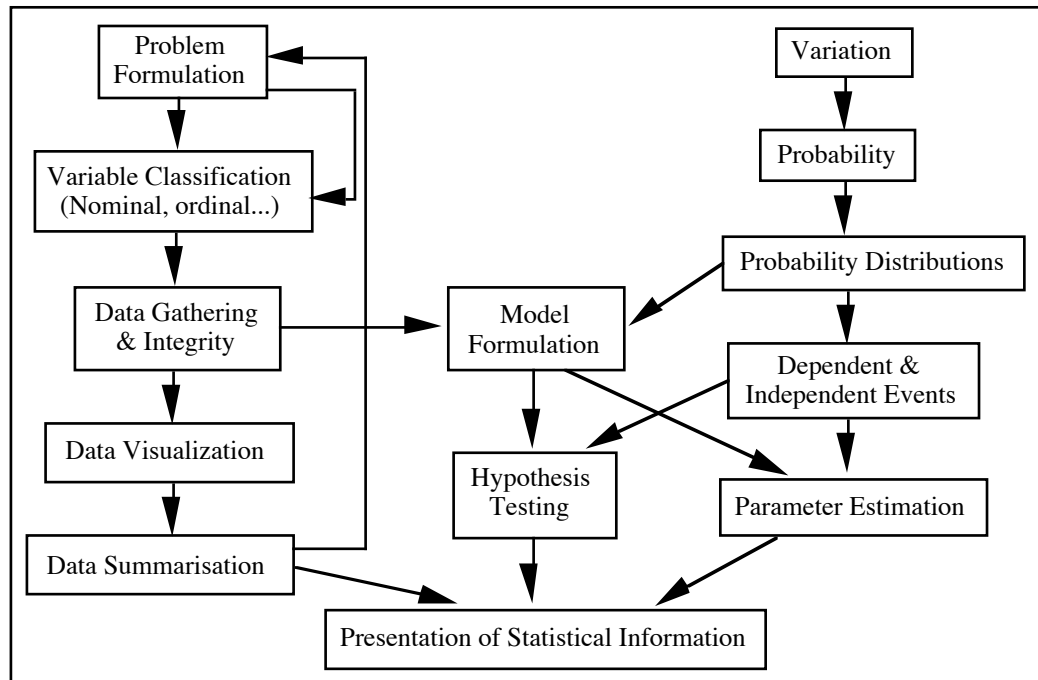 Problem
Formulation
Variation
Probability
Variable Classification
(Nominal, ordinal...)
Probability Distributions
Data Gathering
& Integrity
Model
Formulation
Dependent &
Independent Events
Data Visualization
Hypothesis
Testing
Parameter Estimation
Data Summarisation
Presentation of Statistical Information